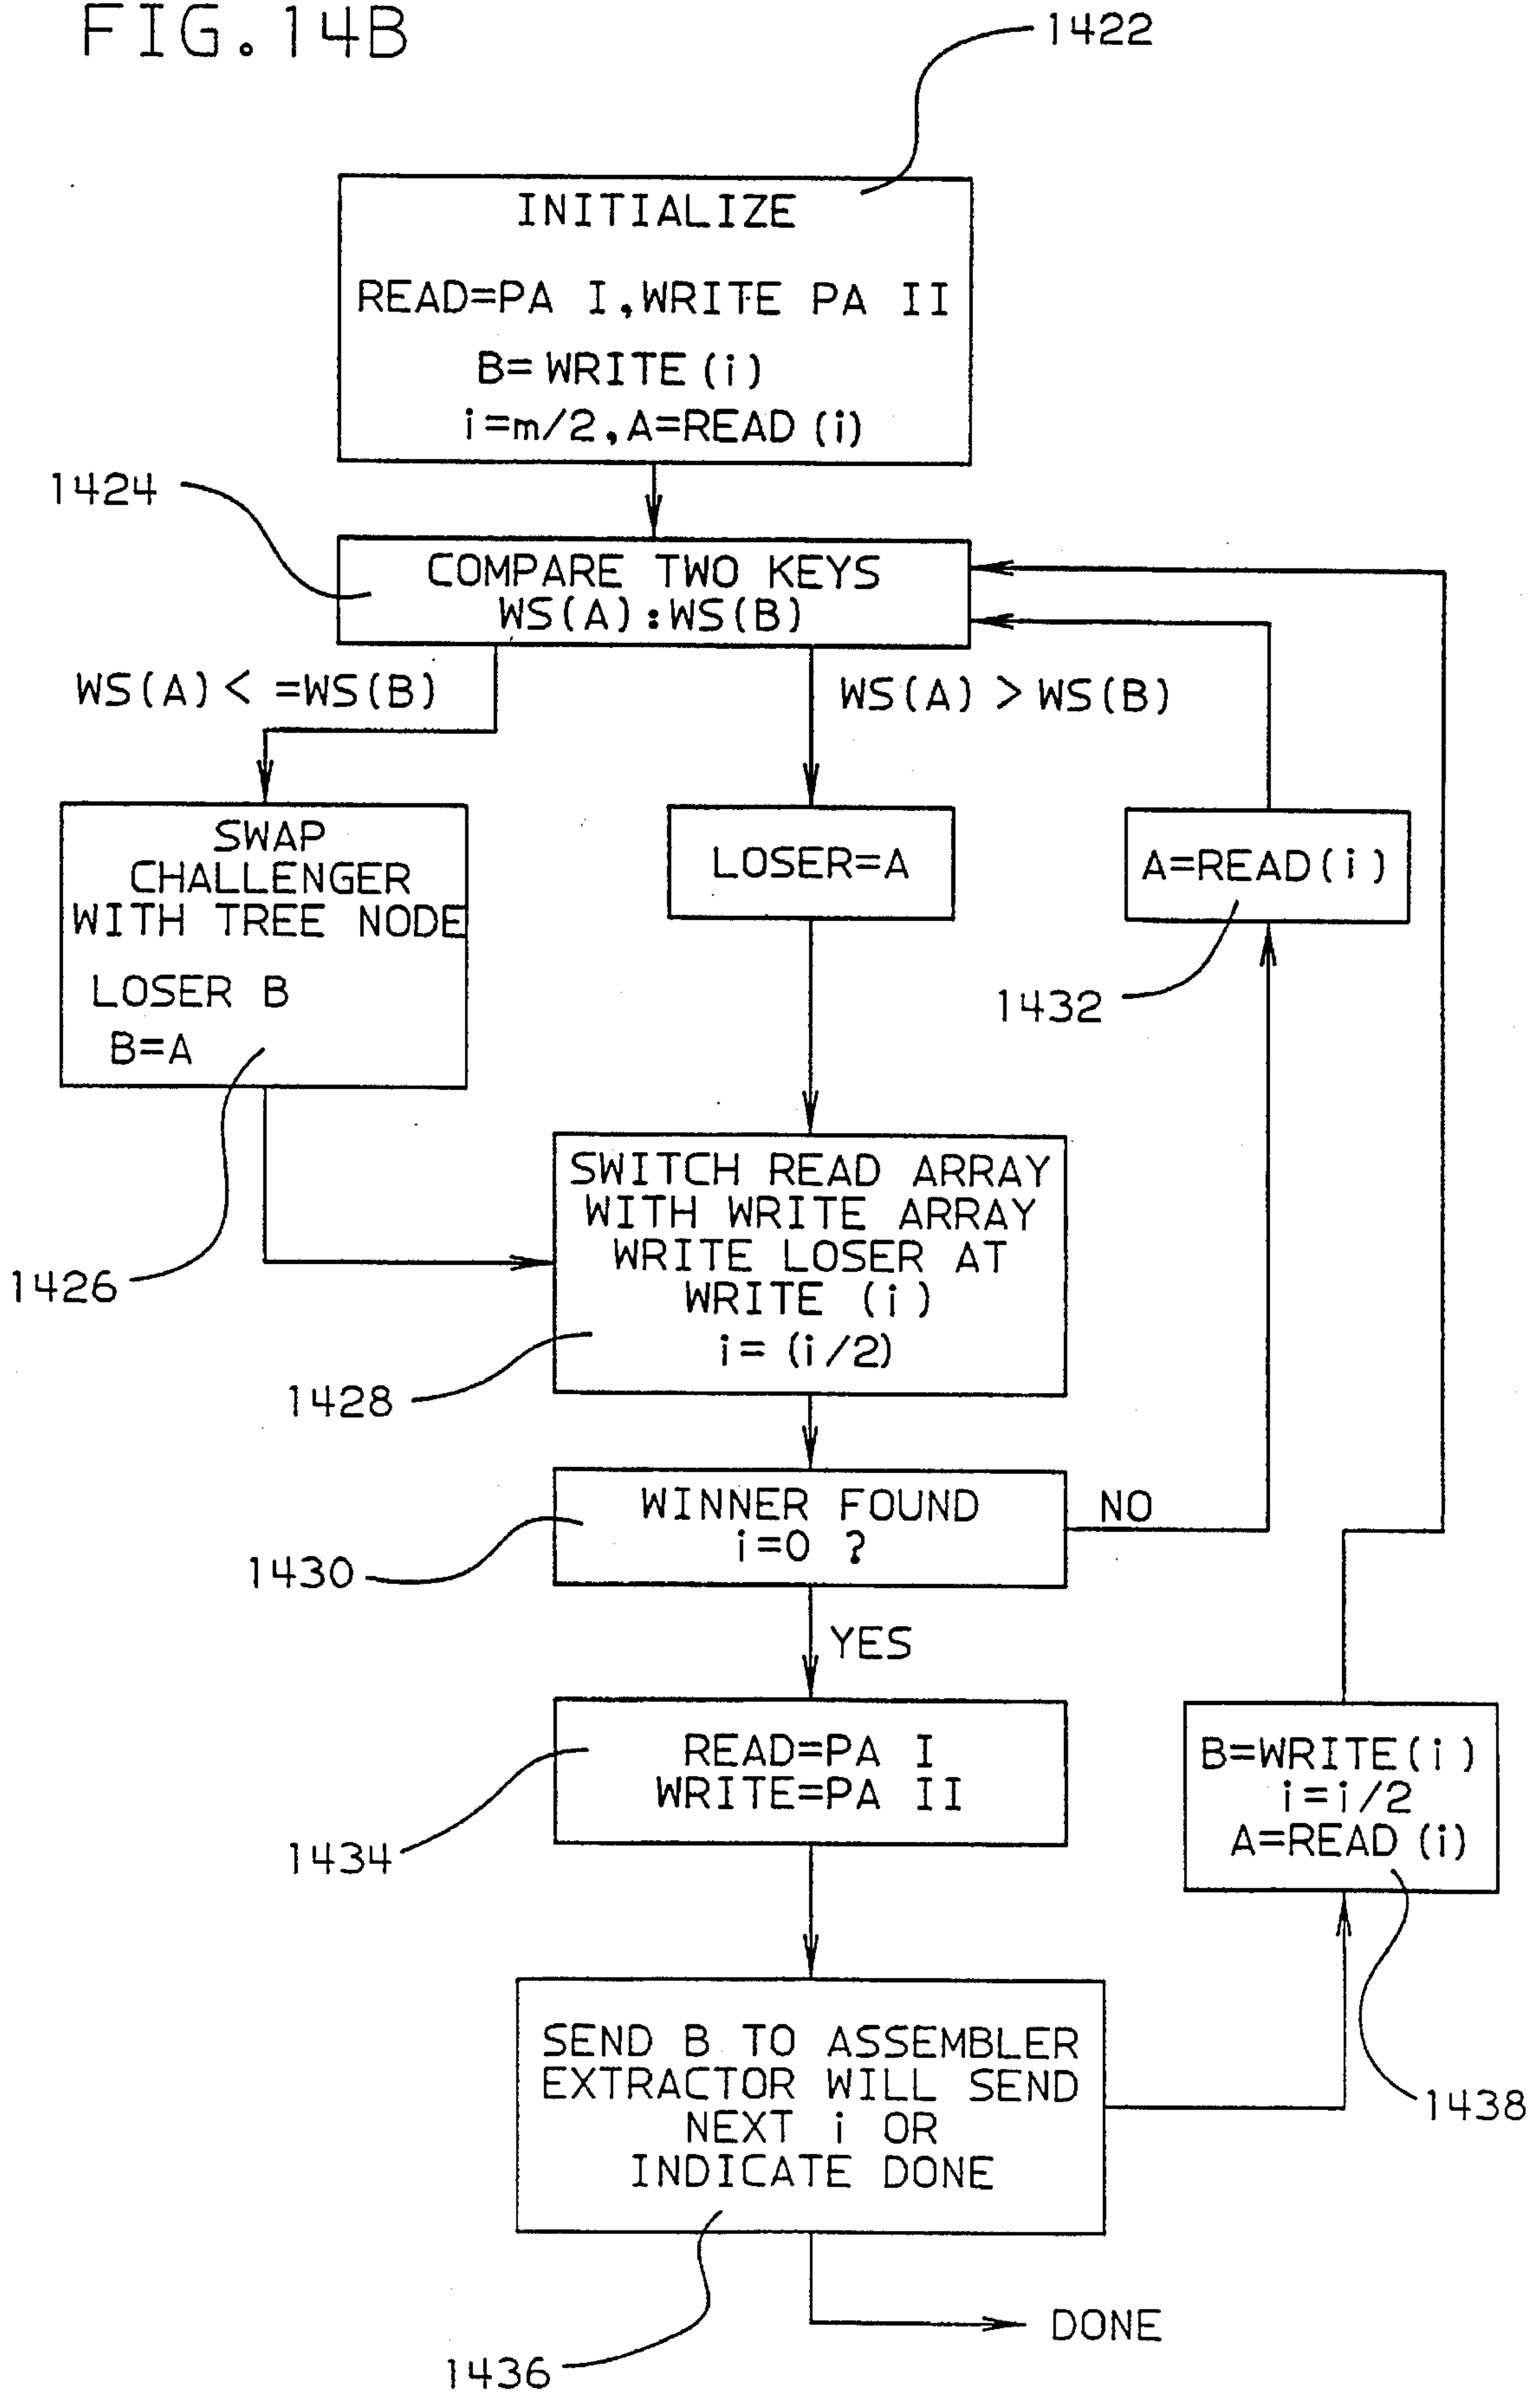 FIG.14B
1422
INITIALIZE
READ=PA I,WRITE PA II
B=WRITE(i)
i=m/2,A=READ(i)
1424
COMPARE TWO KEYS
WS(A):WS(B)
WS(A)< =WS(B)
WS(A) > WS(B)
SWAP
CHALLENGER
WITH TREE NODE
LOSER B
B=A
LOSER=A
A=READ(i)
1432
1426
SWITCH READ ARRAY
WITH WRITE ARRAY
WRITE LOSER AT
WRITE (i)
i= (i/2)
1428
WINNER FOUND
i=0 ?
NO
1430
YES
READ=PA I
WRITE=PA II
1434
B=WRITE(i)
i=i/2
A=READ (i)
1438
SEND B TO ASSEMBLER
EXTRACTOR WILL SEND
NEXT i OR
INDICATE DONE
1436
DONE